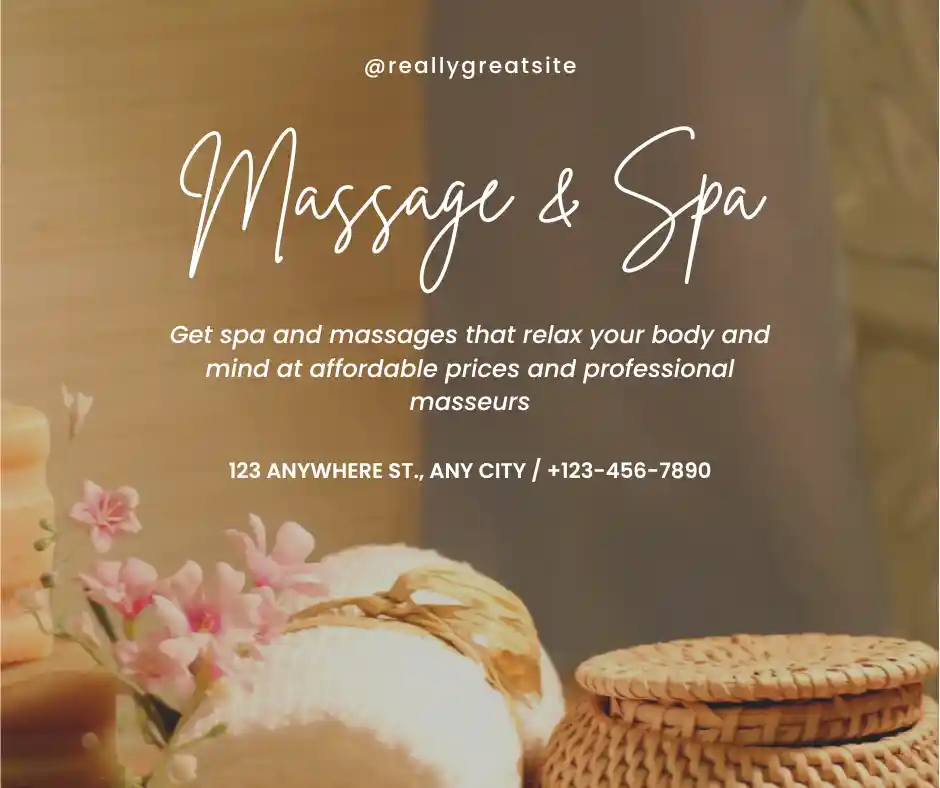 @reallygreatsite
Massage & Spa
Get spa and massages that relax your body and
mind at affordable prices and professional
masseurs
123 ANYWHERE ST., ANY CITY / +123-456-7890